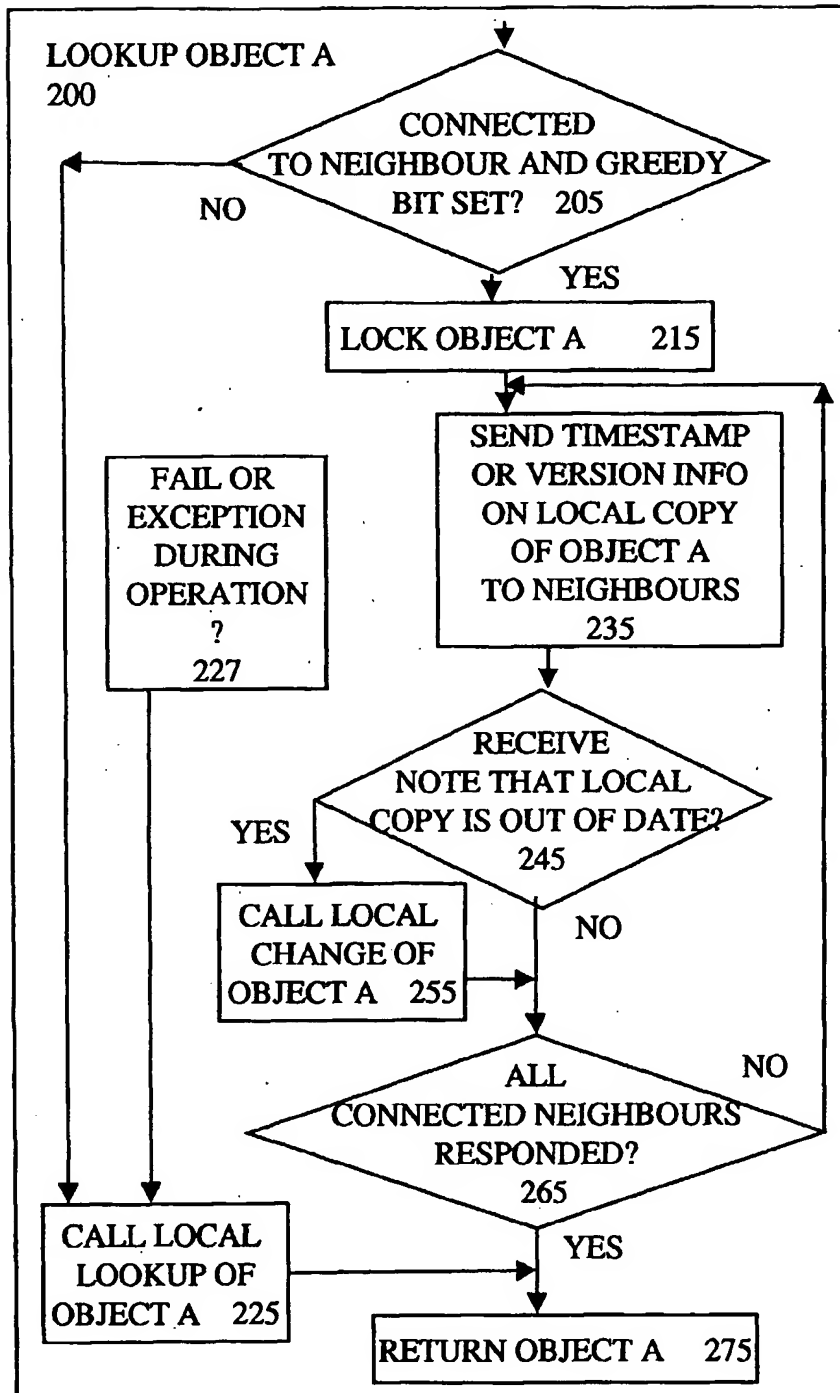 LOOKUP OBJECT A
200
CONNECTED
TO NEIGHBOUR AND GREEDY
BIT SET? 205
NO
YES
LOCK OBJECT A 215
SEND TIMESTAMP
OR VERSION INFO
ON LOCAL COPY
OF OBJECT A
TO NEIGHBOURS
235
FAIL OR
EXCEPTION
DURING
OPERATION
?
227
RECEIVE
NOTE THAT LOCAL
COPY IS OUT OF DATE?
245
YES
NO
CALL LOCAL
CHANGE OF
OBJECT A 255
ALL
CONNECTED NEIGHBOURS
RESPONDED?
265
NO
YES
CALL LOCAL
LOOKUP OF
OBJECT A 225
RETURN OBJECT A 275